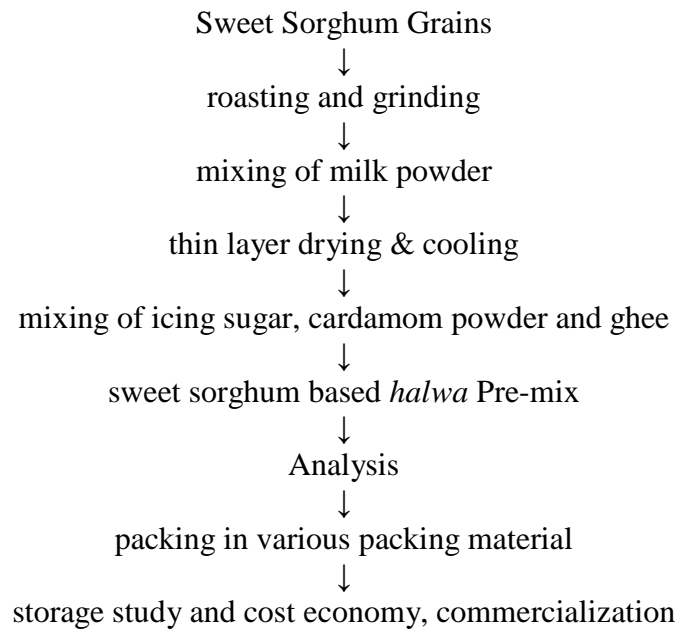 Sweet Sorghum Grains
↓
roasting and grinding
↓
mixing of milk powder
↓
thin layer drying & cooling
↓
mixing of icing sugar, cardamom powder and ghee
↓
sweet sorghum based halwa Pre-mix
↓
Analysis
↓
packing in various packing material
↓
storage study and cost economy, commercialization